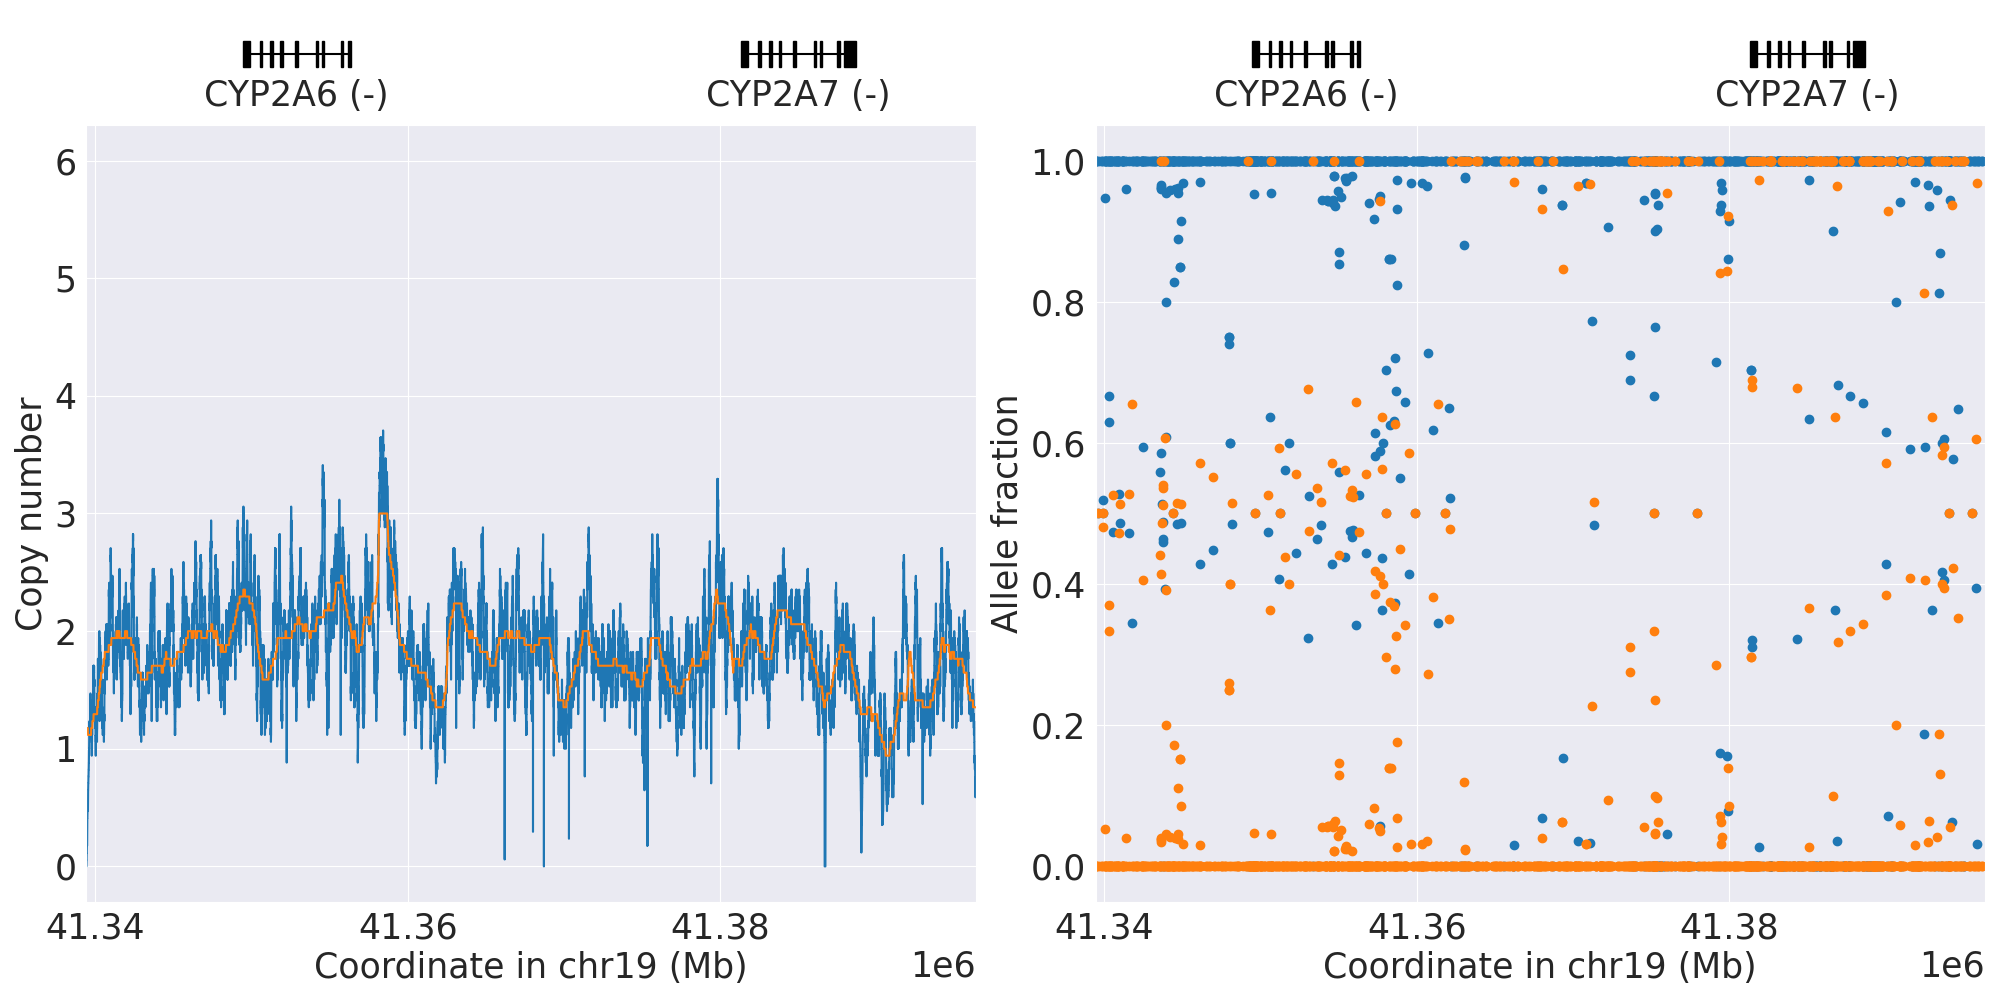 CYP2A6 (-)
CYP2A7 (-)
6
5
4
3
2
1
0
Copy number
41.34
41.36
41.38
Coordinate in chr19 (Mb)
1e6
CYP2A6 (-)
CYP2A7 (-)
1.0
0.8
0.6
0.4
0.2
0.0
Allele fraction
41.34
41.36
41.38
Coordinate in chr19 (Mb)
1e6